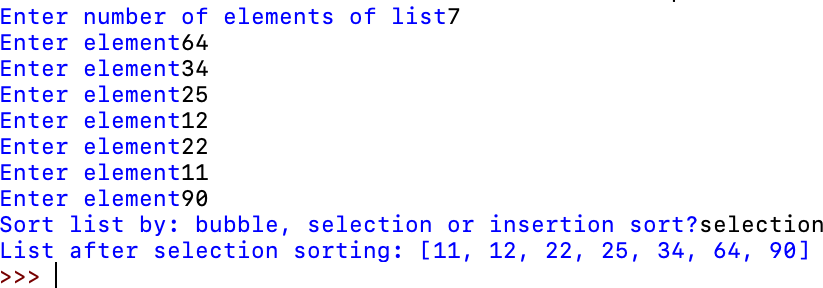 Enter number of elements of list7
Enter element64
Enter element34
Enter element25
Enter element12
Enter element22
Enter element11
Enter element90
Sort list by: bubble, selection or insertion sort?selection
List after selection sorting: [11, 12, 22, 25, 34, 64, 90]
>>>